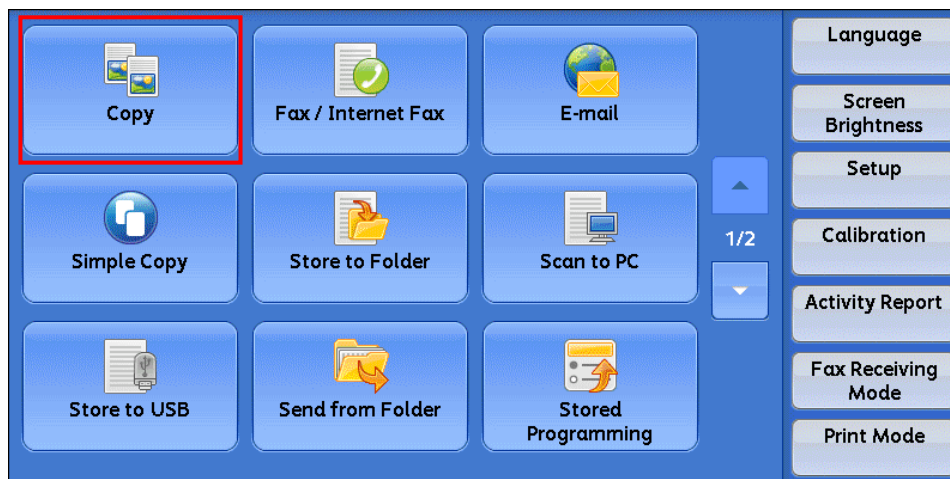 Copy
Fax / Internet Fax
E-mail
Simple Copy
Store to Folder
Scan to PC
Store to USB
Send from Folder
Stored
Programming
1/2
Language
Screen
Brightness
Setup
Calibration
Activity Report
Fax Receiving
Mode
Print Mode